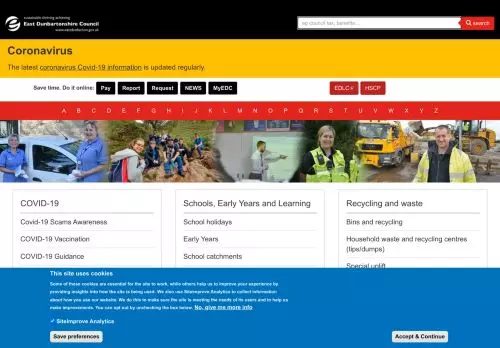 sustainable thriving achieving
East Dunbartonshire Council
www.eastdunbarton.gov.uk
eg council tax, benefits ...
search
Coronavirus
The latest coronavirus Covid-19 information is updated regularly.
Save time. Do it online: Pay Report Request NEWS MyEDC EDLC HSCP
A B C D E F G H I J K L M N O P Q R S T U V W X Y Z
COVID-19
Covid-19 Scams Awareness
COVID-19 Vaccination
COVID-19 Guidance
Schools, Early Years and Learning
School holidays
Early Years
School catchments
Recycling and waste
Bins and recycling
Household waste and recycling centres
(tips/dumps)
Special uplift
This site uses cookies
Some of these cookies are essential for the site to work, while others help us to improve your experience by
providing insights into how the site is being used. We also use Siteimprove Analytics to collect information
about how you use our website. We do this to make sure the site is meeting the needs of its users and to help us
make improvements. You can opt out by unchecking the box below. No, give me more info
Siteimprove Analytics
Save preferences
Accept & Continue